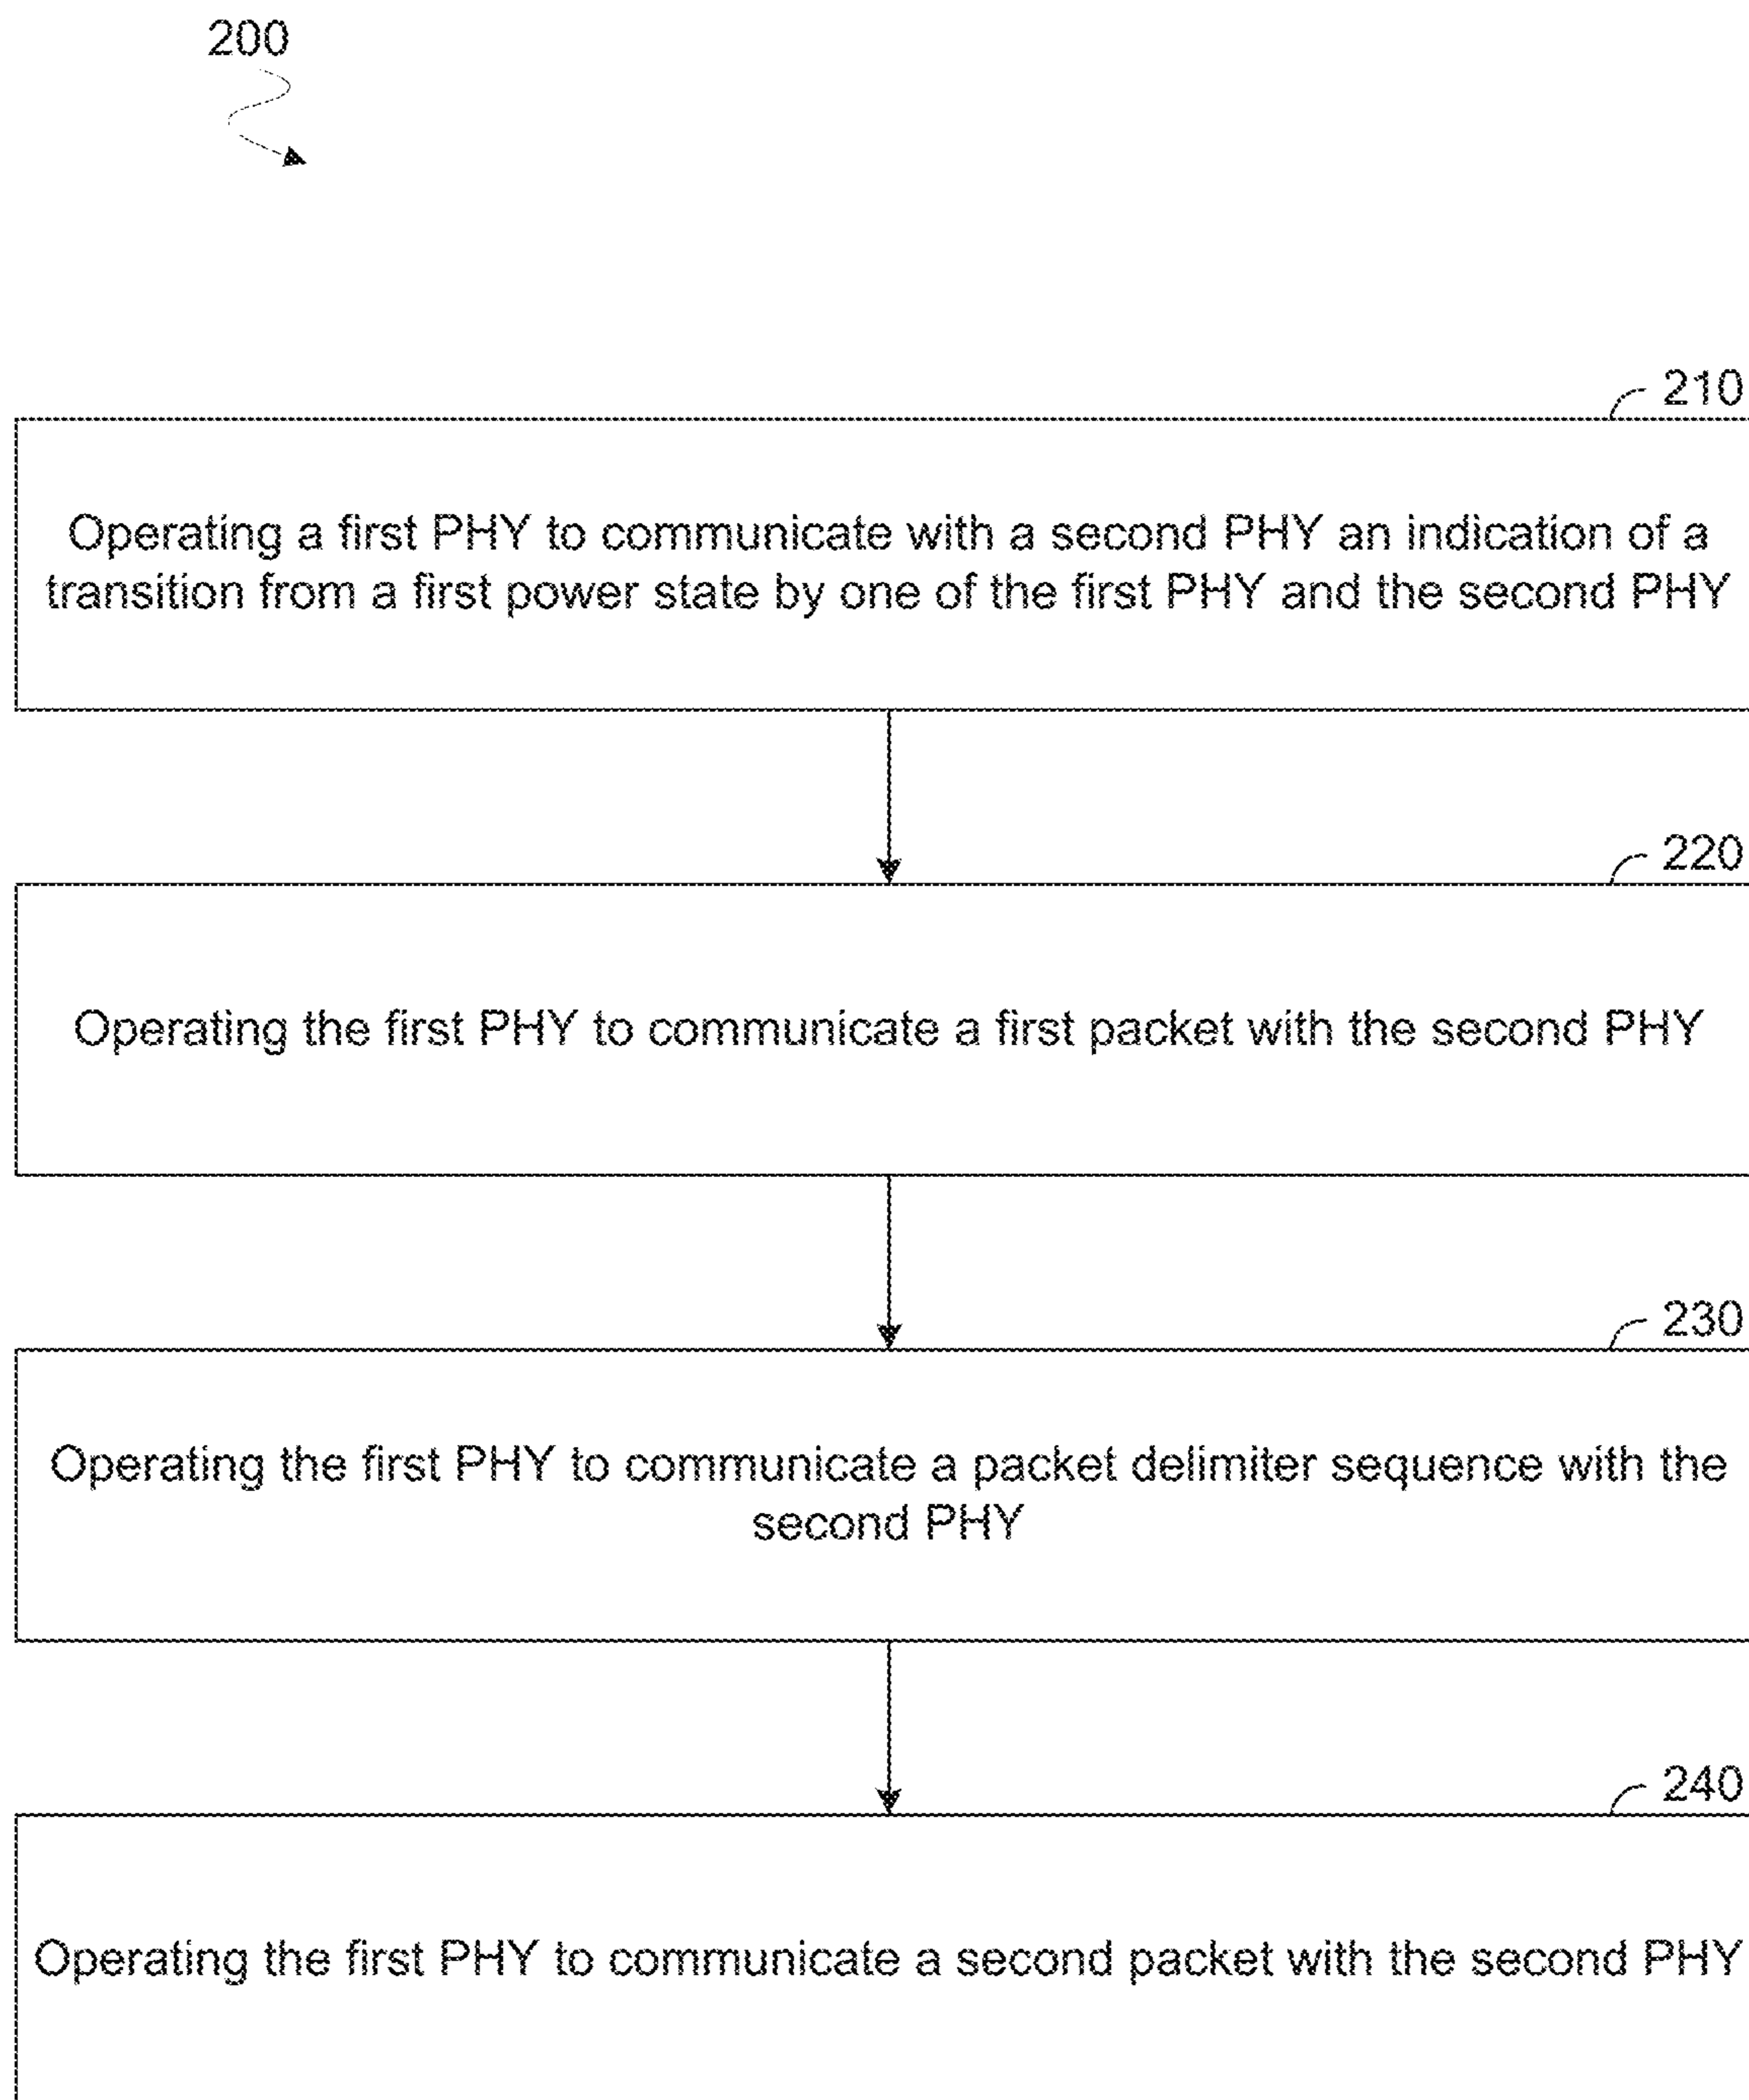 200
210
Operating a first PHY to communicate with a second PHY an indication of a
transition from a first power state by one of the first PHY and the second PHY
220
Operating the first PHY to communicate a first packet with the second PHY
230
Operating the first PHY to communicate a packet delimiter sequence with the
second PHY
240
Operating the first PHY to communicate a second packet with the second PHY